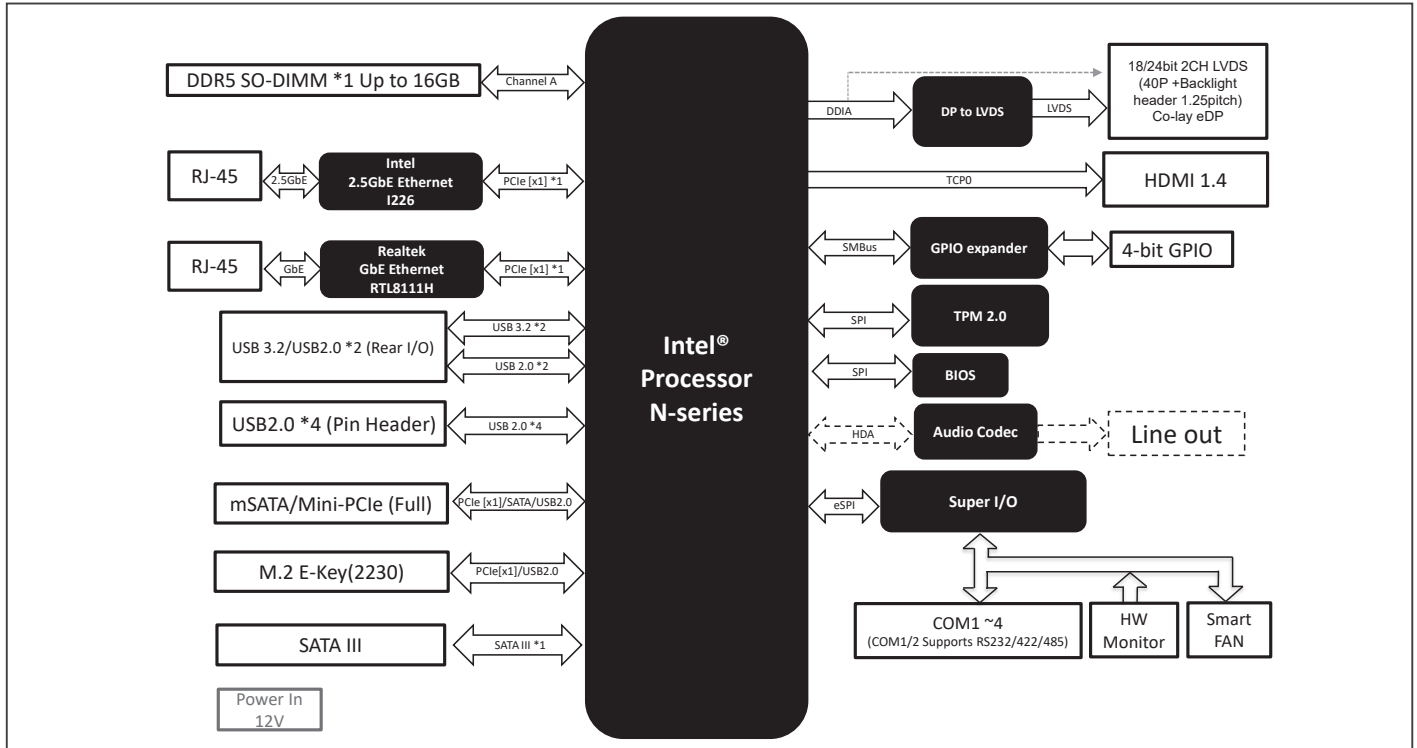 DDR5 SO-DIMM *1 Up to 16GB
Channel A
RJ-45
2.5GbE
Intel
2.5GbE Ethernet
I226
PCIe [x1] *1
RJ-45
GbE
Realtek
GbE Ethernet
RTL8111H
PCIe [x1] *1
USB 3.2/USB2.0 *2 (Rear I/O)
USB 3.2 *2
USB 2.0 *2
USB2.0 *4 (Pin Header)
USB 2.0 *4
mSATA/Mini-PCIe (Full)
PCIe [x1]/SATA/USB2.0
M.2 E-Key(2230)
PCIe[x1]/USB2.0
SATA III
SATA III *1
Power In
12V
Intel®
Processor
N-series
DDIA
DP to LVDS
LVDS
18/24bit 2CH LVDS
(40P +Backlight
header 1.25pitch)
Co-lay eDP
TCP0
HDMI 1.4
SMBus
GPIO expander
4-bit GPIO
SPI
TPM 2.0
SPI
BIOS
HDA
Audio Codec
Line out
eSPI
Super I/O
COM1 ~4
(COM1/2 Supports RS232/422/485)
HW
Monitor
Smart
FAN